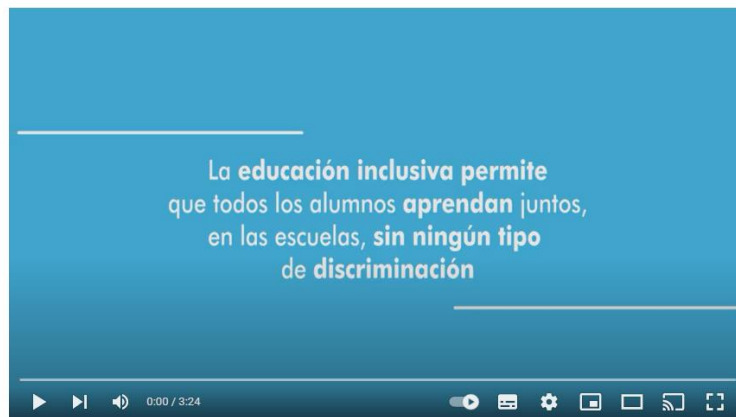 La educación inclusiva permite
que todos los alumnos aprendan juntos,
en las escuelas, sin ningún tipo
de discriminación
0:00 / 3:24